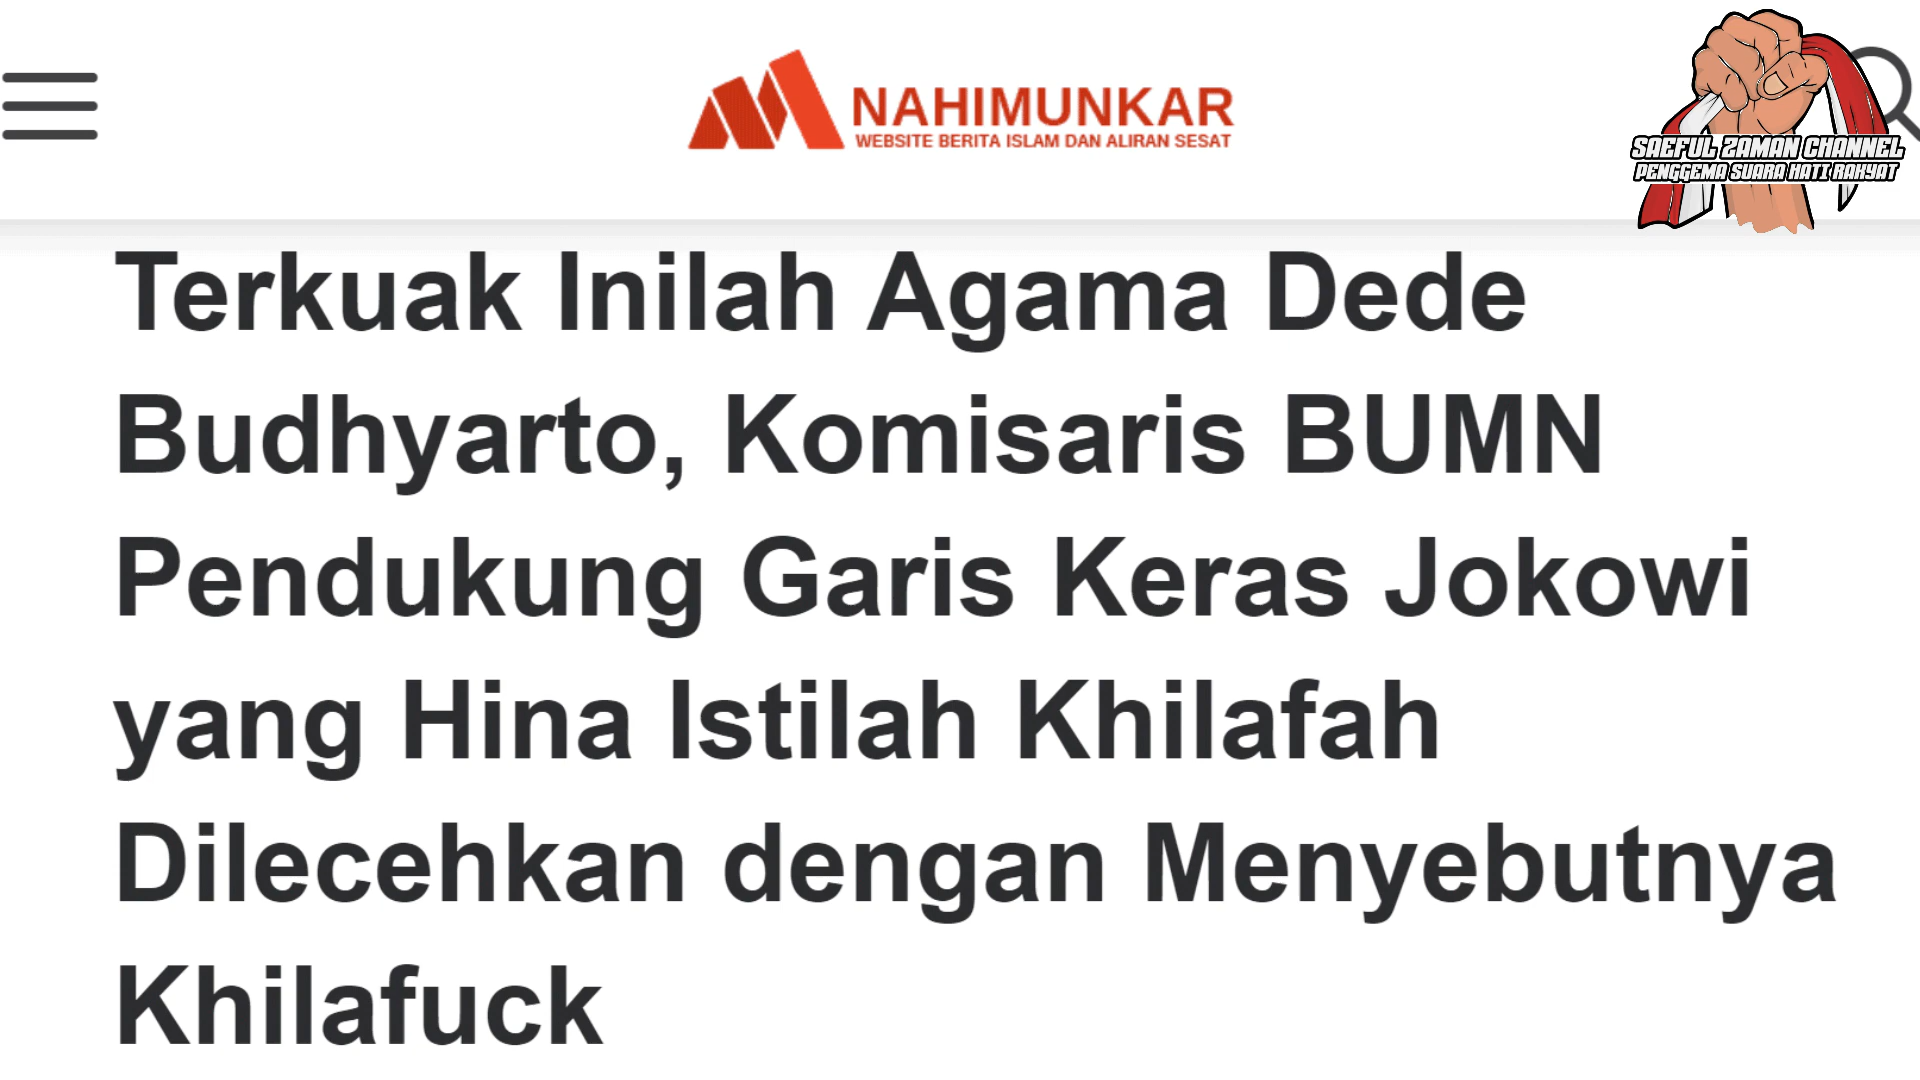 NAHIMUNKAR
WEBSITE BERITA ISLAM DAN ALIRAN SESAT
SAEFUL ZAMAN CHANNEL
PENGGEMA SUARA HATI RAKYAT
Terkuak Inilah Agama Dede
Budhyarto, Komisaris BUMN
Pendukung Garis Keras Jokowi
yang Hina Istilah Khilafah
Dilecehkan dengan Menyebutnya
Khilafuck